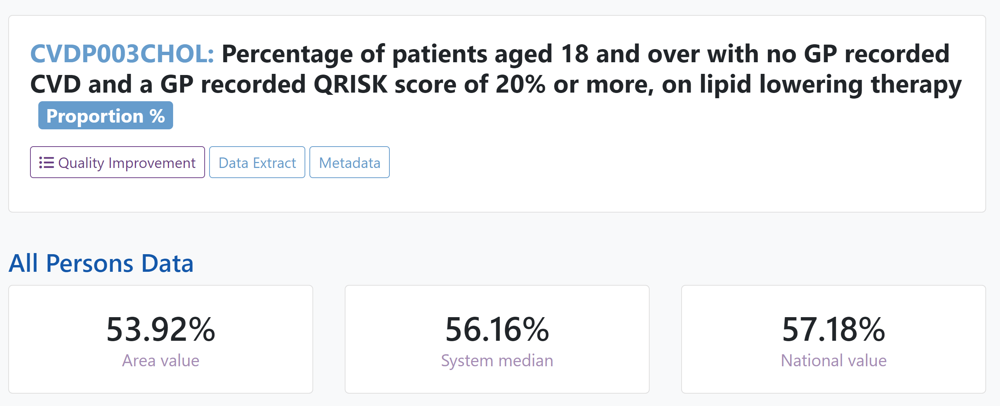 CVDP003CHOL: Percentage of patients aged 18 and over with no GP recorded
CVD and a GP recorded QRISK score of 20% or more, on lipid lowering therapy
Proportion %
Quality Improvement
Data Extract
Metadata
All Persons Data
53.92%
Area value
56.16%
System median
57.18%
National value